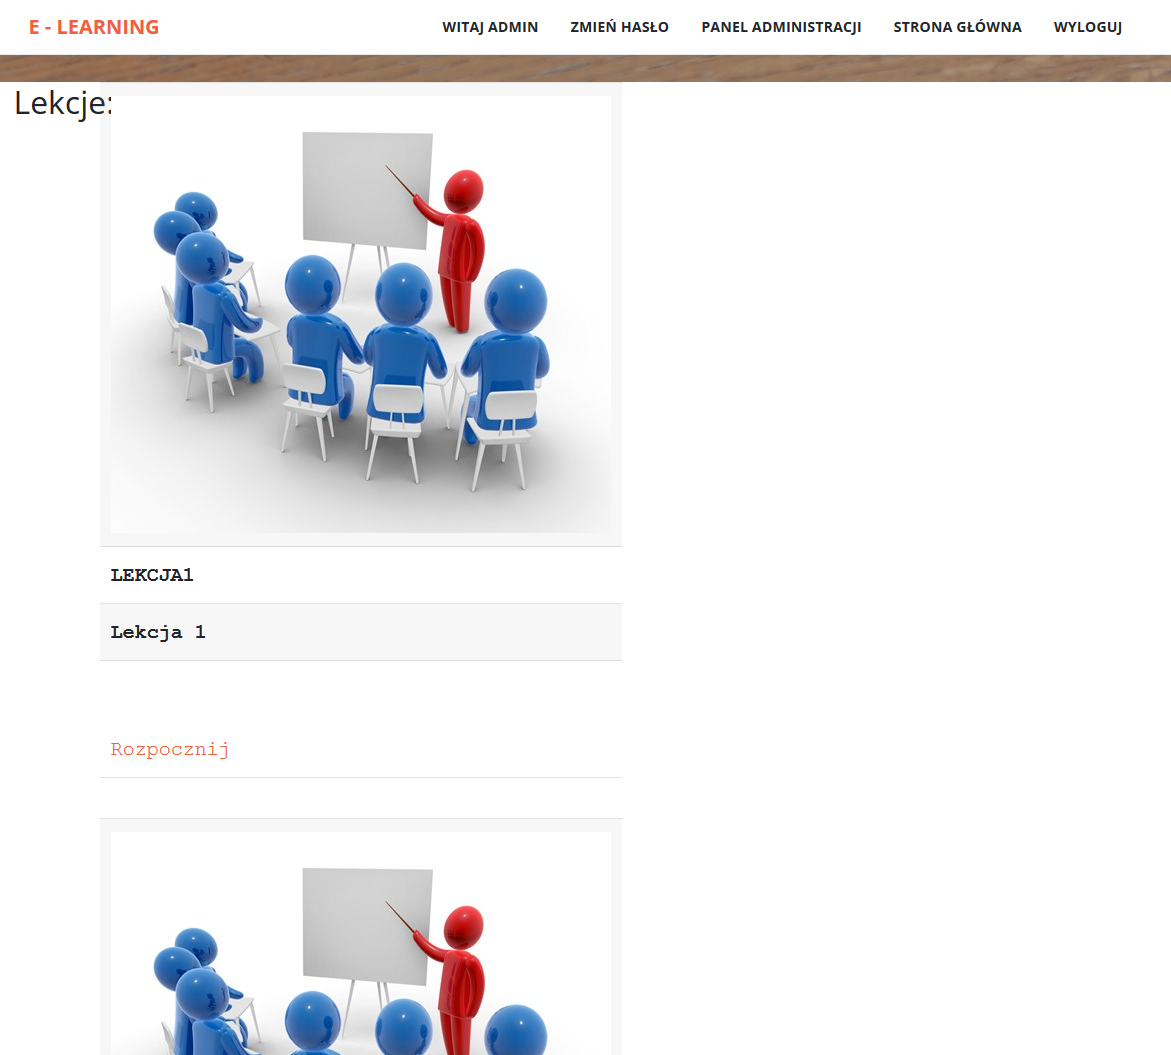 E - LEARNING
WITAJ ADMIN ZMIEŃ HASŁO PANEL ADMINISTRACJI STRONA GŁÓWNA WYLOGUJ
Lekcje:
LEKCJA1
Lekcja 1
Rozpocznij